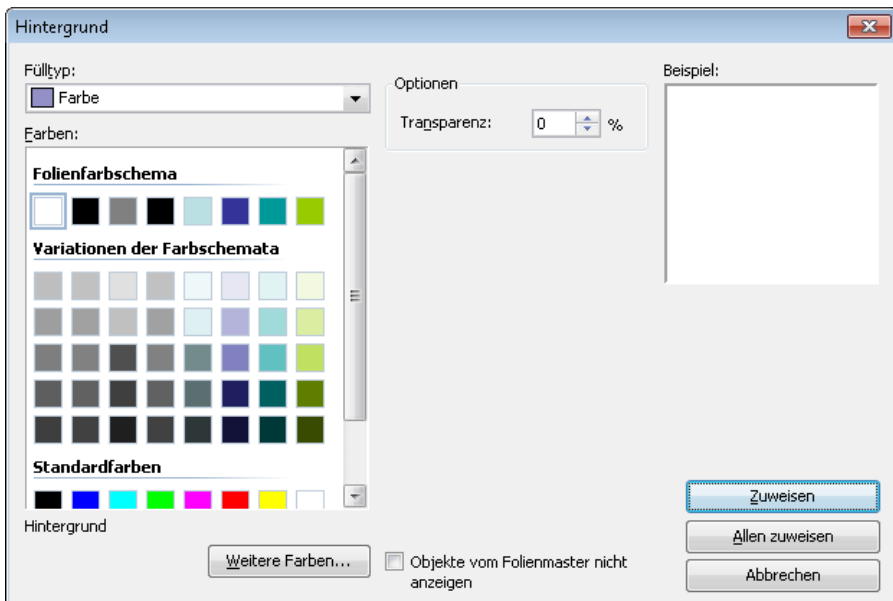 Hintergrund
Fülltyp:
Farbe
Farben:
Folienfarbschema
Variationen der Farbschemata
Standardfarben
Hintergrund
Weitere Farben...
Optionen
Transparenz: 0 %
Objekte vom Folienmaster nicht
anzeigen
Beispiel:
Zuweisen
Allen zuweisen
Abbrechen